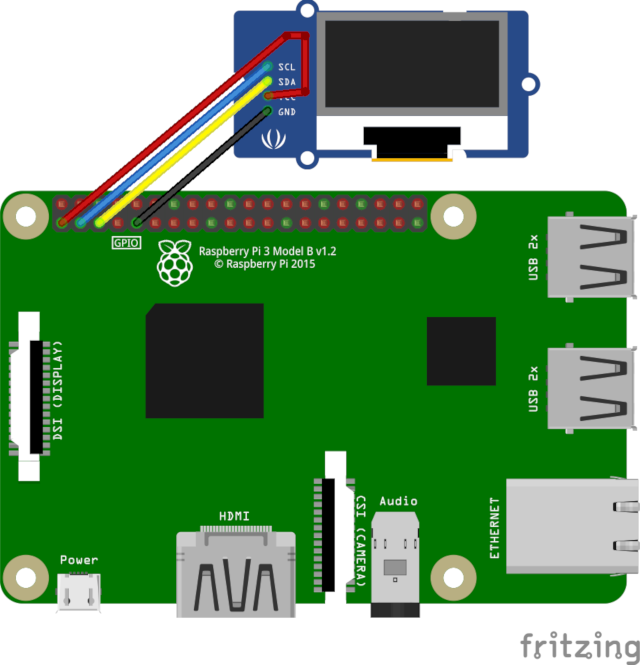 SCL
SDA
VCC
GND
GPIO
Raspberry Pi 3 Model B v1.2
© Raspberry Pi 2015
USB 2x
DSI (DISPLAY)
USB 2x
CSI (CAMERA)
Audio
ETHERNET
HDMI
Power
fritzing